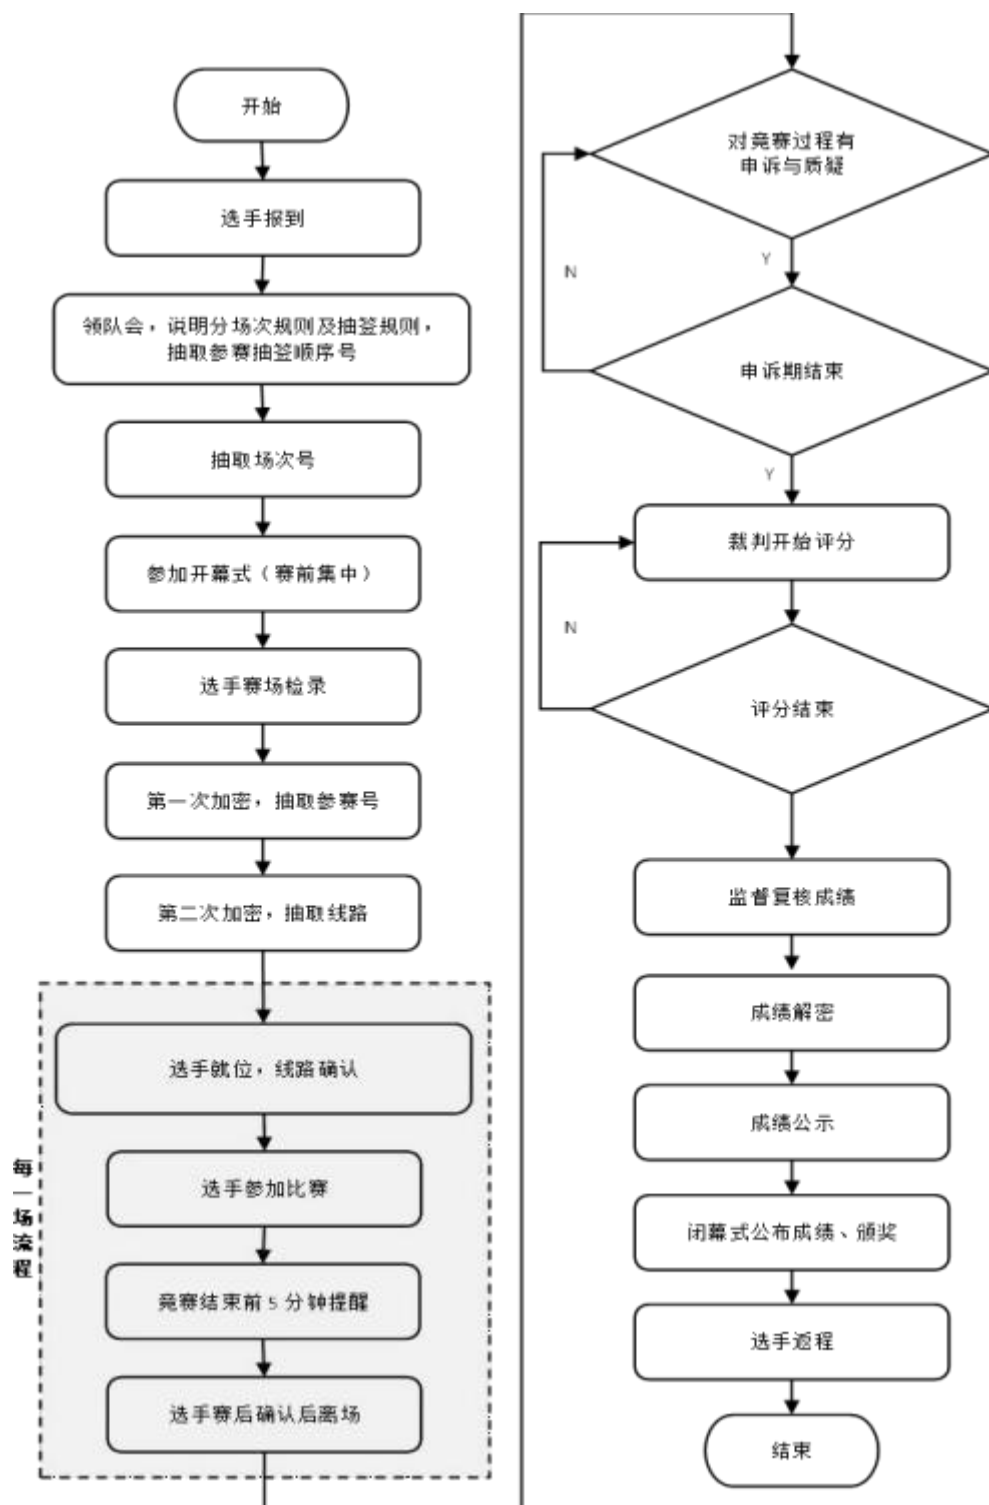 开始
选手报到
领队会，说明分场次规则及抽签规则，
抽取参赛抽签顺序号
抽取场次号
参加开幕式（赛前集中）
选手赛场检录
第一次加密，抽取参赛号
第二次加密，抽取线路
每一场流程
选手就位，线路确认
选手参加比赛
竞赛结束前5分钟提醒
选手赛后确认后离场
对竞赛过程有
申诉与质疑
Y
N
申诉期结束
Y
裁判开始评分
N
评分结束
监督复核成绩
成绩解密
成绩公示
闭幕式公布成绩、颁奖
选手返程
结束